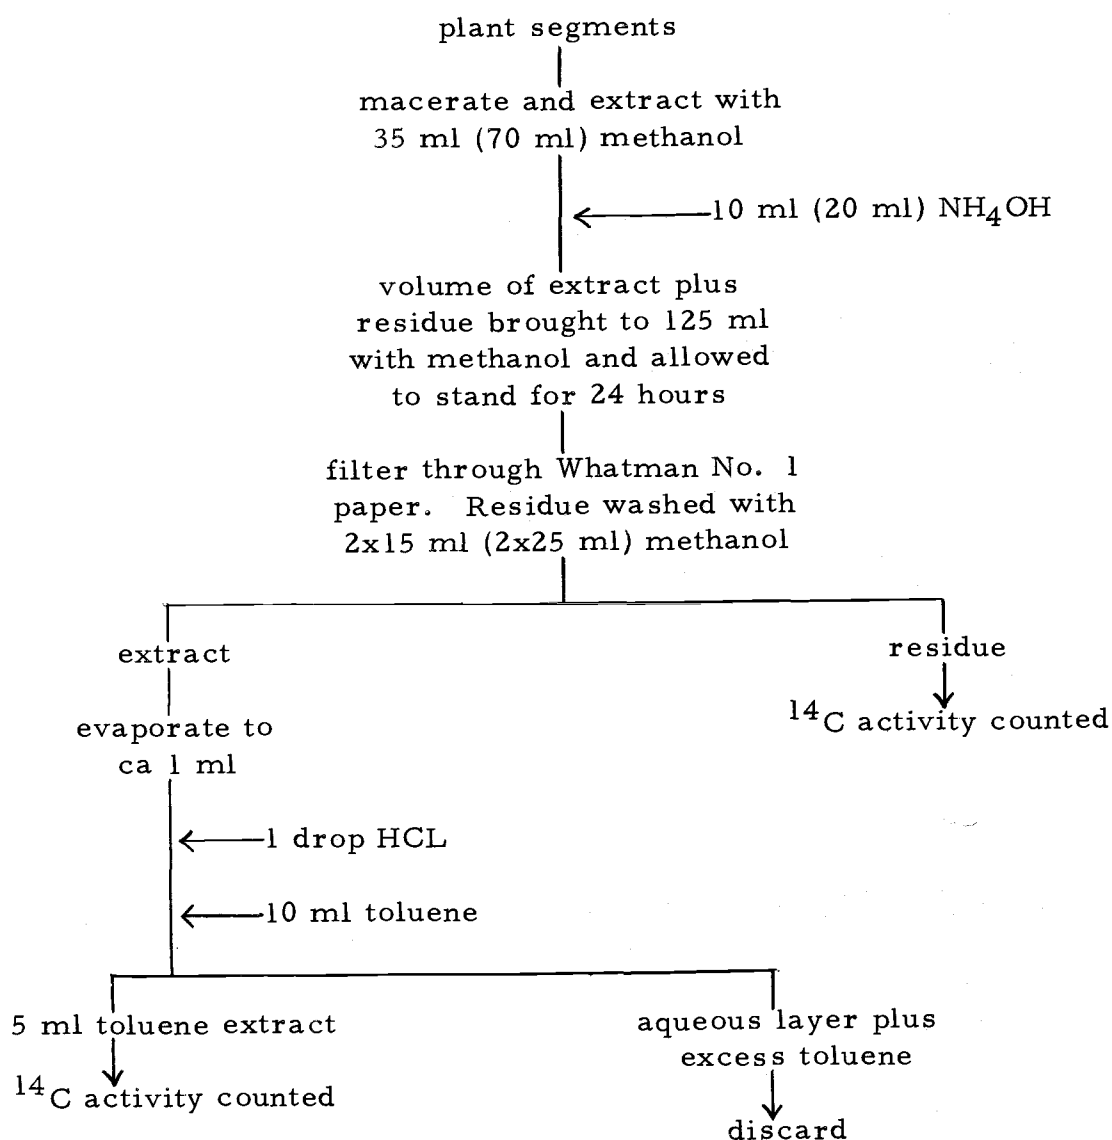 plant segments
macerate and extract with
35 ml (70 ml) methanol
10 ml (20 ml) NH4OH
volume of extract plus
residue brought to 125 ml
with methanol and allowed
to stand for 24 hours
filter through Whatman No. 1
paper. Residue washed with
2x15 ml (2x25 ml) methanol
extract
residue
14C activity counted
evaporate to
ca 1 ml
1 drop HCL
10 ml toluene
5 ml toluene extract
14C activity counted
aqueous layer plus
excess toluene
discard